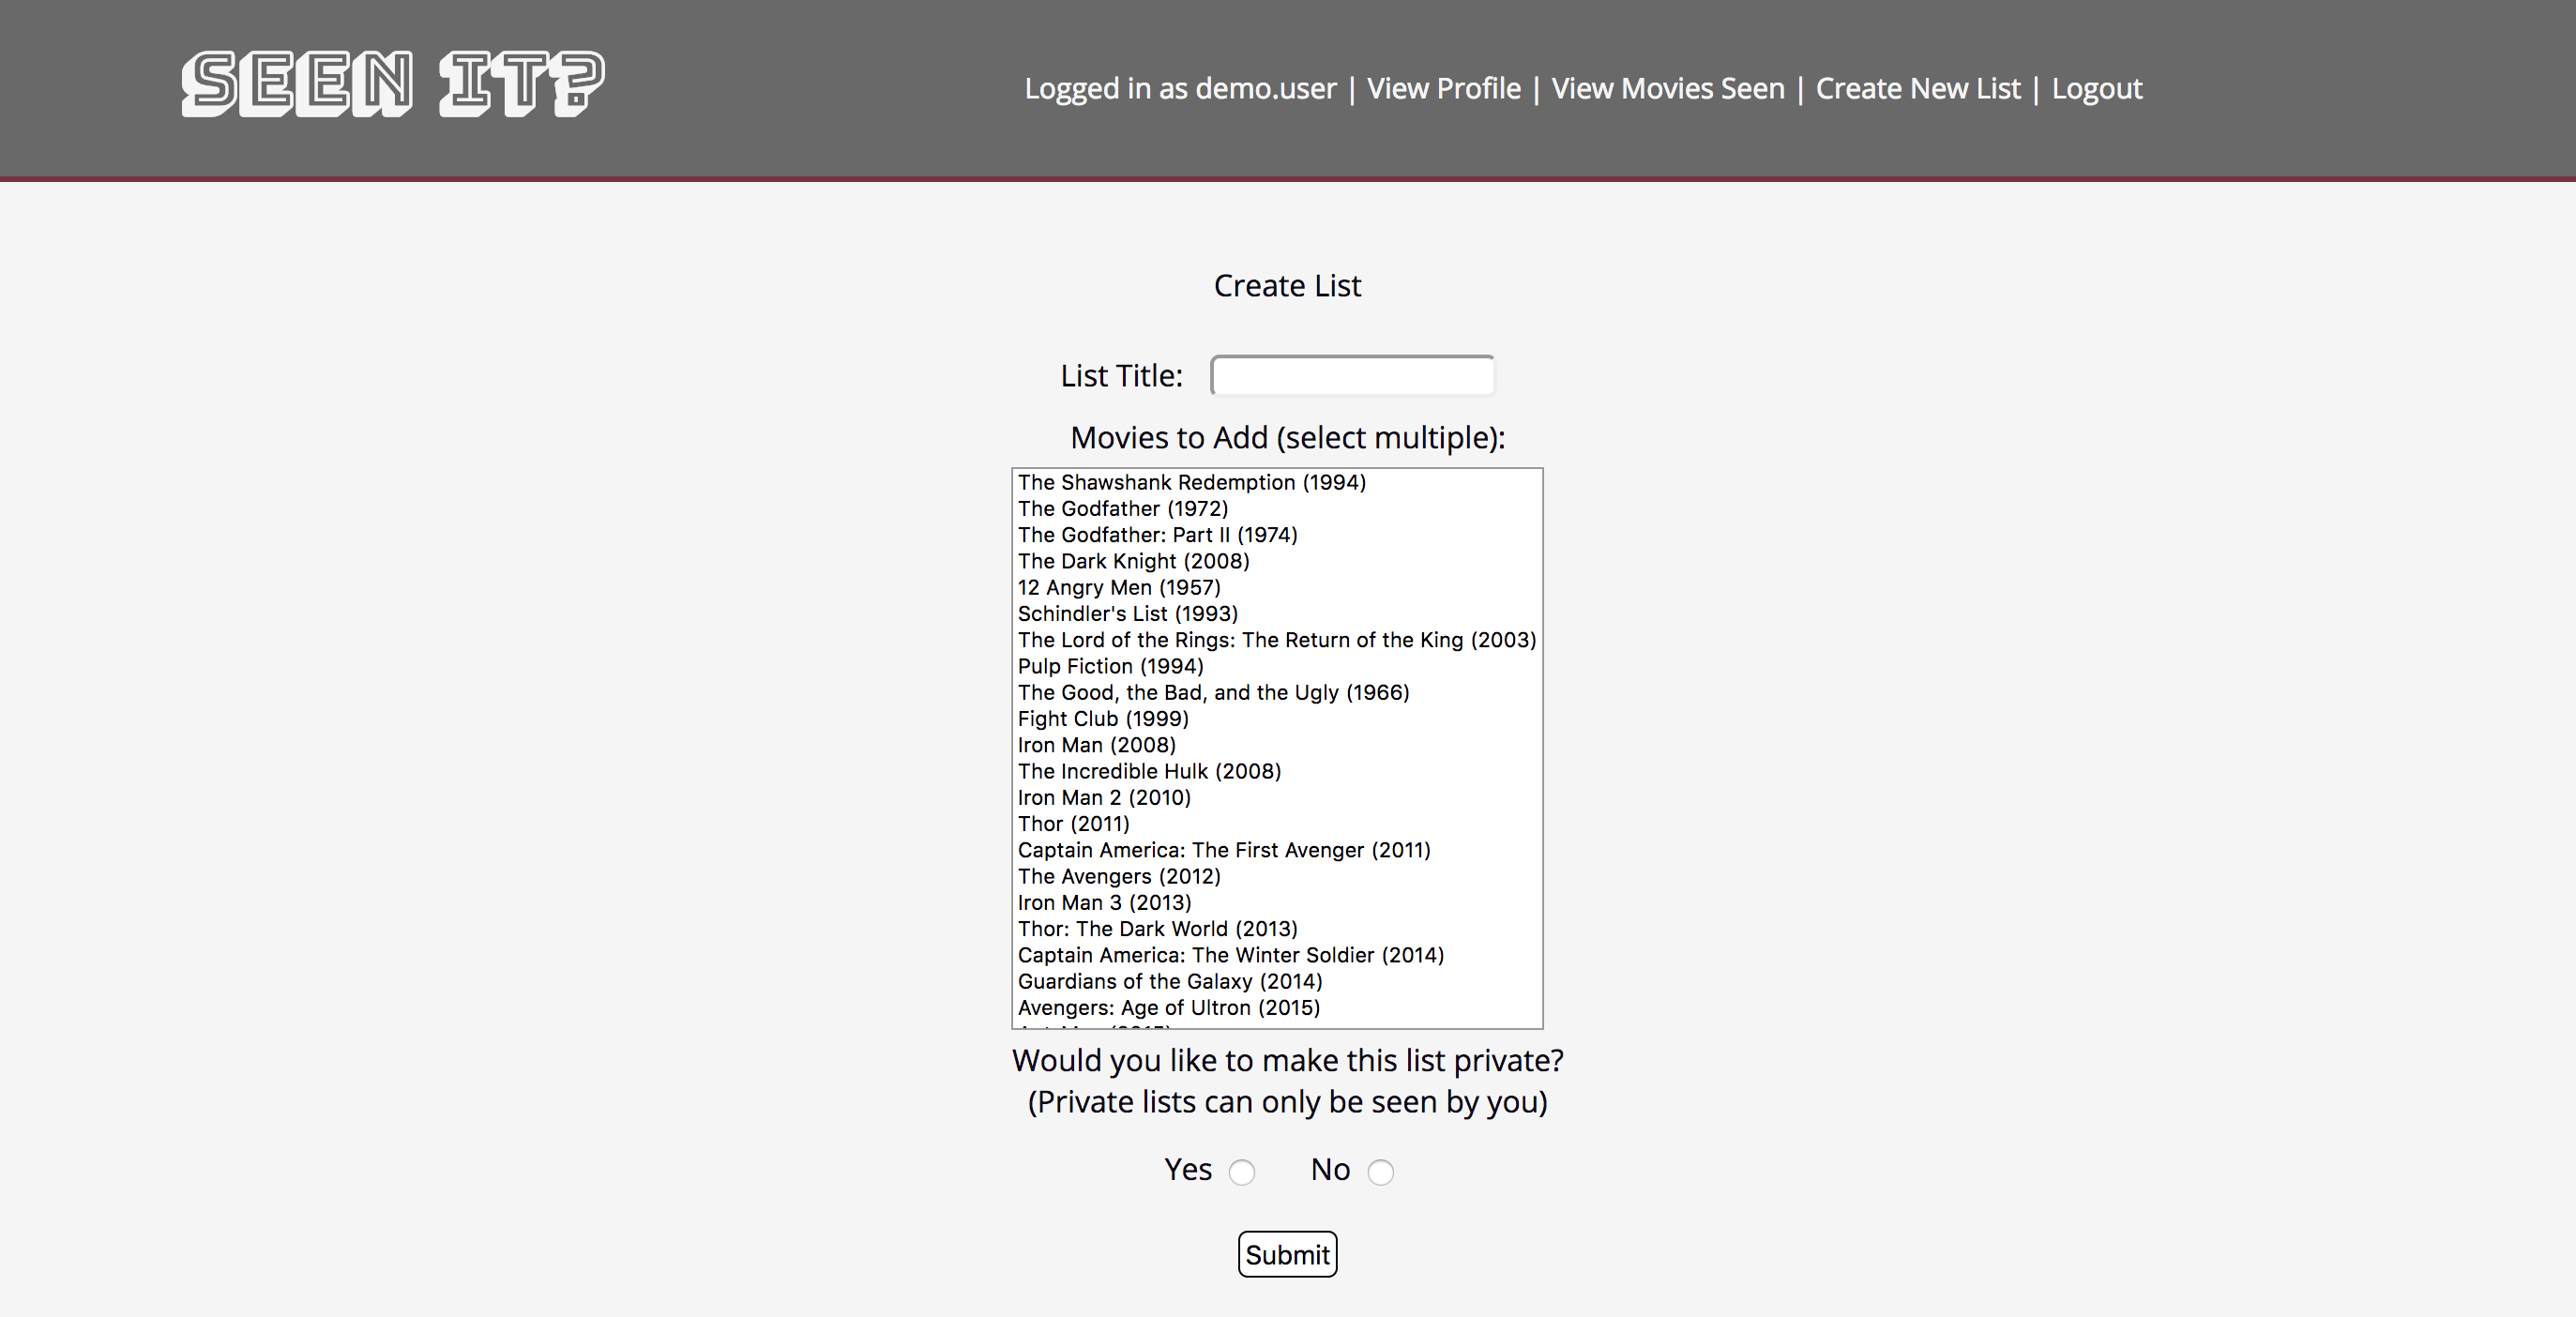 SEEN IT?
Logged in as demo.user | View Profile | View Movies Seen | Create New List | Logout
Create List
List Title:
Movies to Add (select multiple):
The Shawshank Redemption (1994)
The Godfather (1972)
The Godfather: Part II (1974)
The Dark Knight (2008)
12 Angry Men (1957)
Schindler's List (1993)
The Lord of the Rings: The Return of the King (2003)
Pulp Fiction (1994)
The Good, the Bad, and the Ugly (1966)
Fight Club (1999)
Iron Man (2008)
The Incredible Hulk (2008)
Iron Man 2 (2010)
Thor (2011)
Captain America: The First Avenger (2011)
The Avengers (2012)
Iron Man 3 (2013)
Thor: The Dark World (2013)
Captain America: The Winter Soldier (2014)
Guardians of the Galaxy (2014)
Avengers: Age of Ultron (2015)
Would you like to make this list private?
(Private lists can only be seen by you)
Yes No
Submit